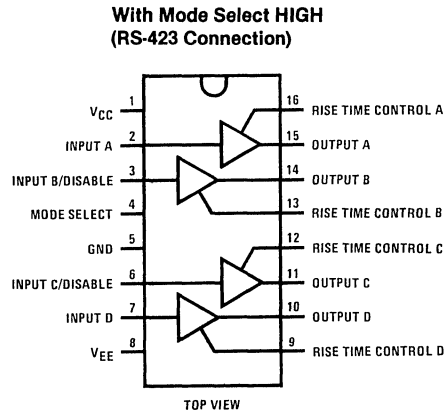 With Mode Select HIGH
(RS-423 Connection)
VCC 1
16 RISE TIME CONTROL A
INPUT A 2
15 OUTPUT A
INPUT B/DISABLE 3
14 OUTPUT B
MODE SELECT 4
13 RISE TIME CONTROL B
GND 5
12 RISE TIME CONTROL C
INPUT C/DISABLE 6
11 OUTPUT C
INPUT D 7
10 OUTPUT D
VEE 8
9 RISE TIME CONTROL D
TOP VIEW